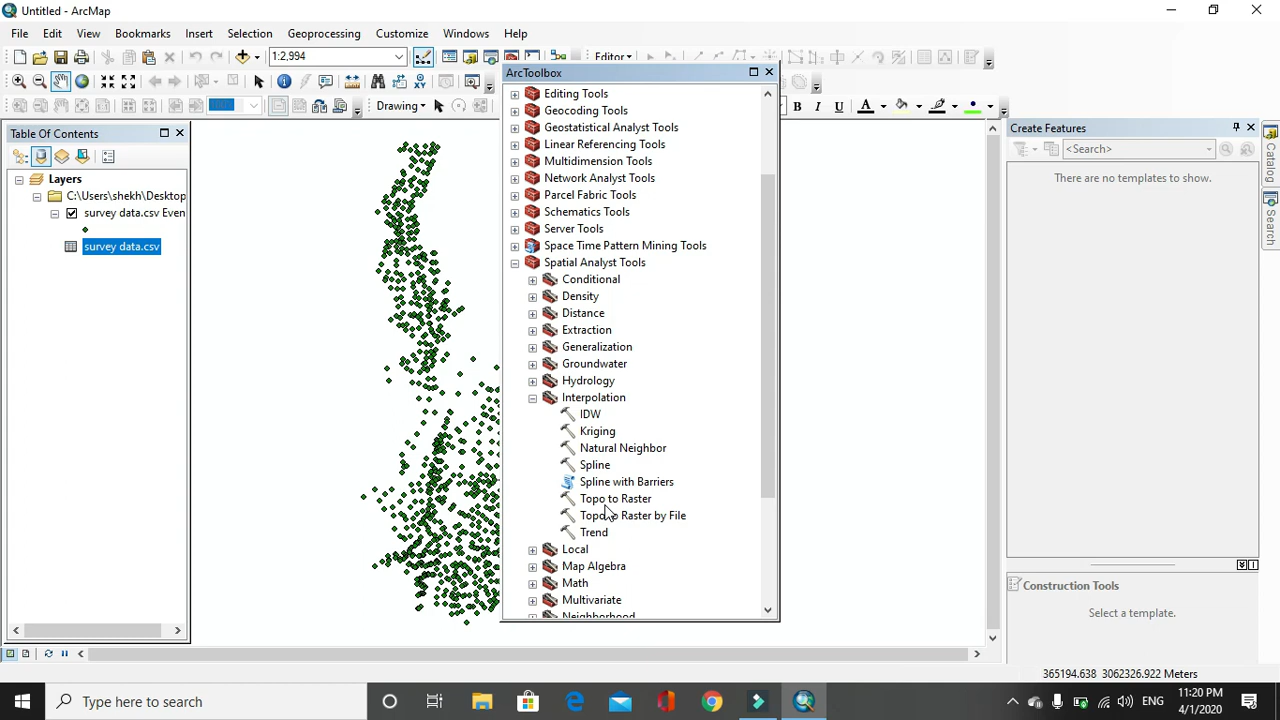 Untitled - ArcMap
File Edit View Bookmarks Insert Selection Geoprocessing Customize Windows Help
1:2,994
Editor
Drawing
B I U A
Table Of Contents
Layers
C:\Users\shekh\Desktop
survey data.csv Even
survey data.csv
ArcToolbox
Editing Tools
Geocoding Tools
Geostatistical Analyst Tools
Linear Referencing Tools
Multidimension Tools
Network Analyst Tools
Parcel Fabric Tools
Schematics Tools
Server Tools
Space Time Pattern Mining Tools
Spatial Analyst Tools
Conditional
Density
Distance
Extraction
Generalization
Groundwater
Hydrology
Interpolation
IDW
Kriging
Natural Neighbor
Spline
Spline with Barriers
Topo to Raster
Topo to Raster by File
Trend
Local
Map Algebra
Math
Multivariate
Neighborhood
Create Features
<Search>
There are no templates to show.
Construction Tools
Select a template.
Catalog
Search
365194.638 3062326.922 Meters
Type here to search
ENG
11:20 PM
4/1/2020